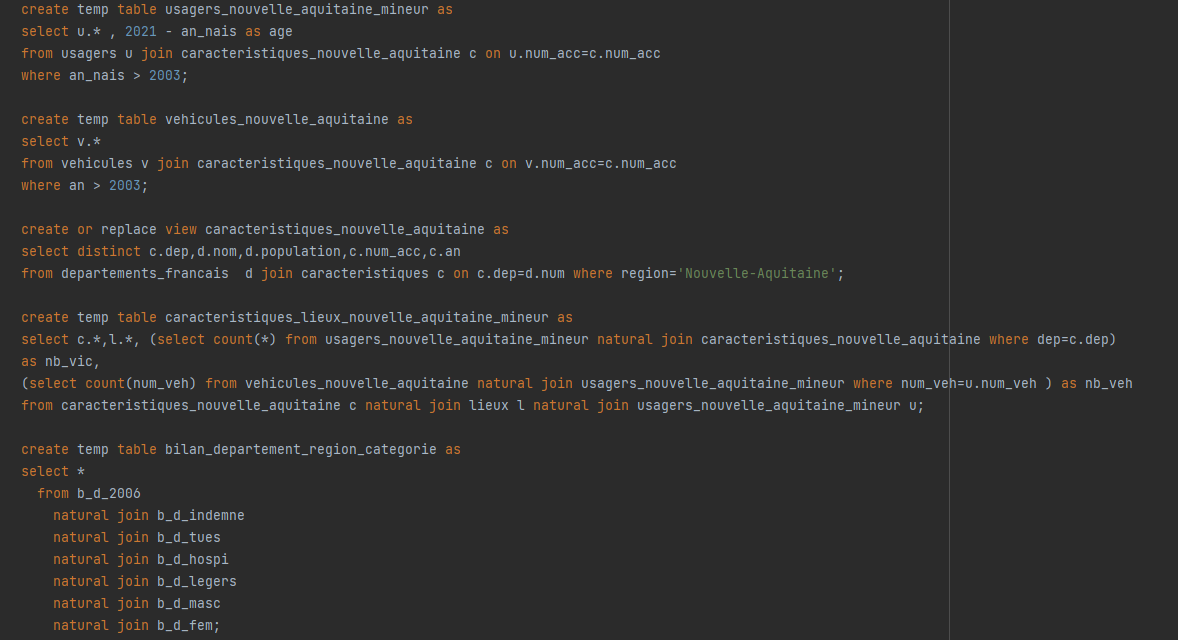 create temp table usagers_nouvelle_aquitaine_mineur as
select u.* , 2021 - an_nais as age
from usagers u join caracteristiques_nouvelle_aquitaine c on u.num_acc=c.num_acc
where an_nais > 2003;
create temp table vehicules_nouvelle_aquitaine as
select v.*
from vehicules v join caracteristiques_nouvelle_aquitaine c on v.num_acc=c.num_acc
where an > 2003;
create or replace view caracteristiques_nouvelle_aquitaine as
select distinct c.dep,d.nom,d.population,c.num_acc,c.an
from departements_francais  d join caracteristiques c on c.dep=d.num where region='Nouvelle-Aquitaine';
create temp table caracteristiques_lieux_nouvelle_aquitaine_mineur as
select c.*,l.*, (select count(*) from usagers_nouvelle_aquitaine_mineur natural join caracteristiques_nouvelle_aquitaine where dep=c.dep)
as nb_vic,
(select count(num_veh) from vehicules_nouvelle_aquitaine natural join usagers_nouvelle_aquitaine_mineur where num_veh=u.num_veh ) as nb_veh
from caracteristiques_nouvelle_aquitaine c natural join lieux l natural join usagers_nouvelle_aquitaine_mineur u;
create temp table bilan_departement_region_categorie as
select *
from b_d_2006
natural join b_d_indemne
natural join b_d_tues
natural join b_d_hospi
natural join b_d_legers
natural join b_d_masc
natural join b_d_fem;